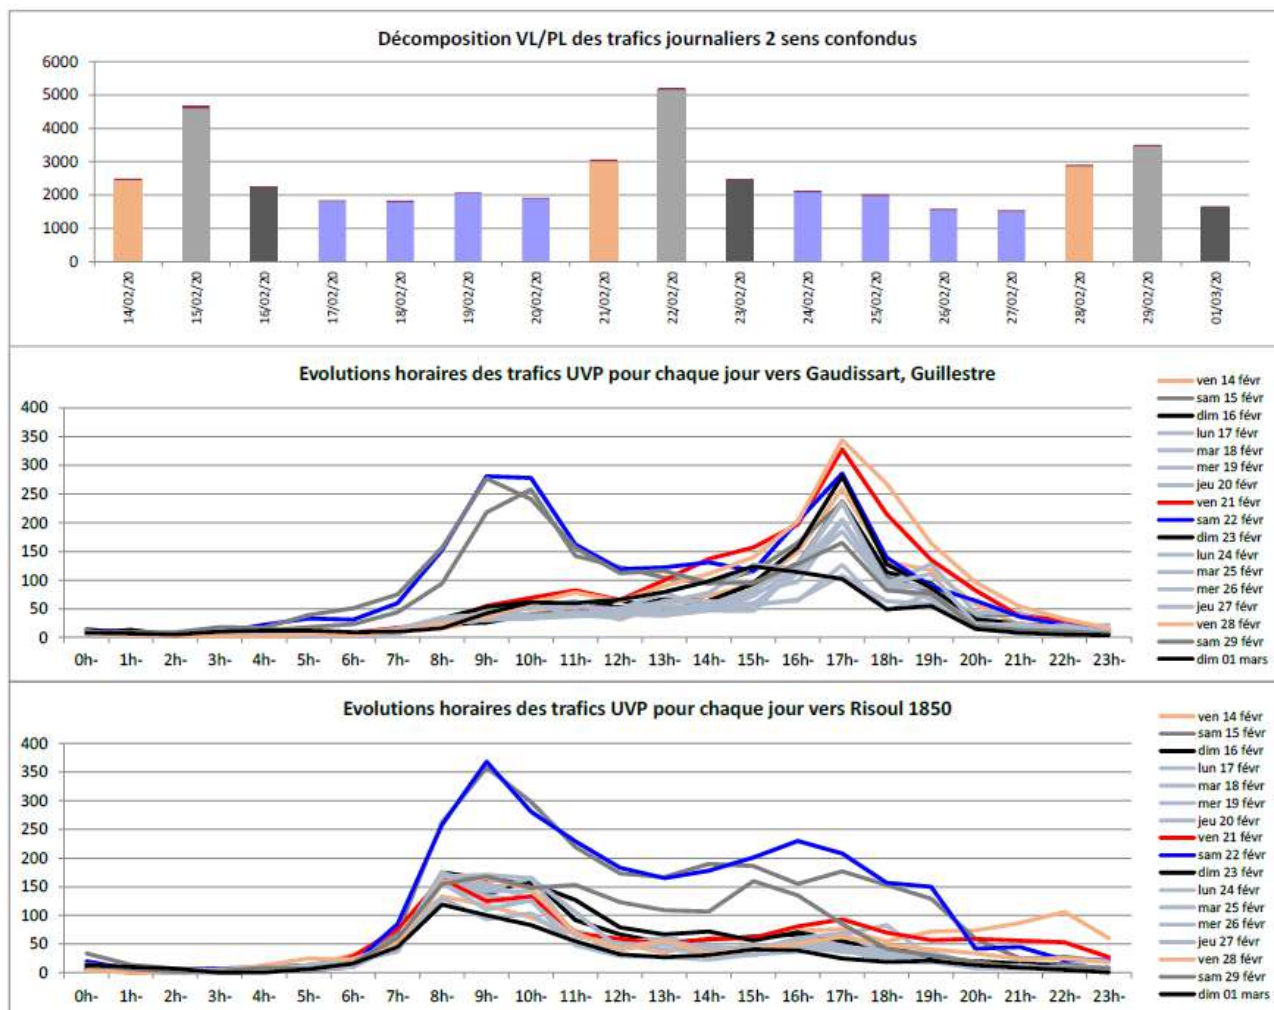 Décomposition VL/PL des trafics journaliers 2 sens confondus
6000
5000
4000
3000
2000
1000
0
14/02/20
15/02/20
16/02/20
17/02/20
18/02/20
19/02/20
20/02/20
21/02/20
22/02/20
23/02/20
24/02/20
25/02/20
26/02/20
27/02/20
28/02/20
29/02/20
01/03/20
Evolutions horaires des trafics UVP pour chaque jour vers Gaudissart, Guillestre
400
350
300
250
200
150
100
50
0
0h- 1h- 2h- 3h- 4h- 5h- 6h- 7h- 8h- 9h- 10h- 11h- 12h- 13h- 14h- 15h- 16h- 17h- 18h- 19h- 20h- 21h- 22h- 23h-
ven 14 févr
sam 15 févr
dim 16 févr
lun 17 févr
mar 18 févr
mer 19 févr
jeu 20 févr
ven 21 févr
sam 22 févr
dim 23 févr
lun 24 févr
mar 25 févr
mer 26 févr
jeu 27 févr
ven 28 févr
sam 29 févr
dim 01 mars
Evolutions horaires des trafics UVP pour chaque jour vers Risoul 1850
400
350
300
250
200
150
100
50
0
0h- 1h- 2h- 3h- 4h- 5h- 6h- 7h- 8h- 9h- 10h- 11h- 12h- 13h- 14h- 15h- 16h- 17h- 18h- 19h- 20h- 21h- 22h- 23h-
ven 14 févr
sam 15 févr
dim 16 févr
lun 17 févr
mar 18 févr
mer 19 févr
jeu 20 févr
ven 21 févr
sam 22 févr
dim 23 févr
lun 24 févr
mar 25 févr
mer 26 févr
jeu 27 févr
ven 28 févr
sam 29 févr
dim 01 mars